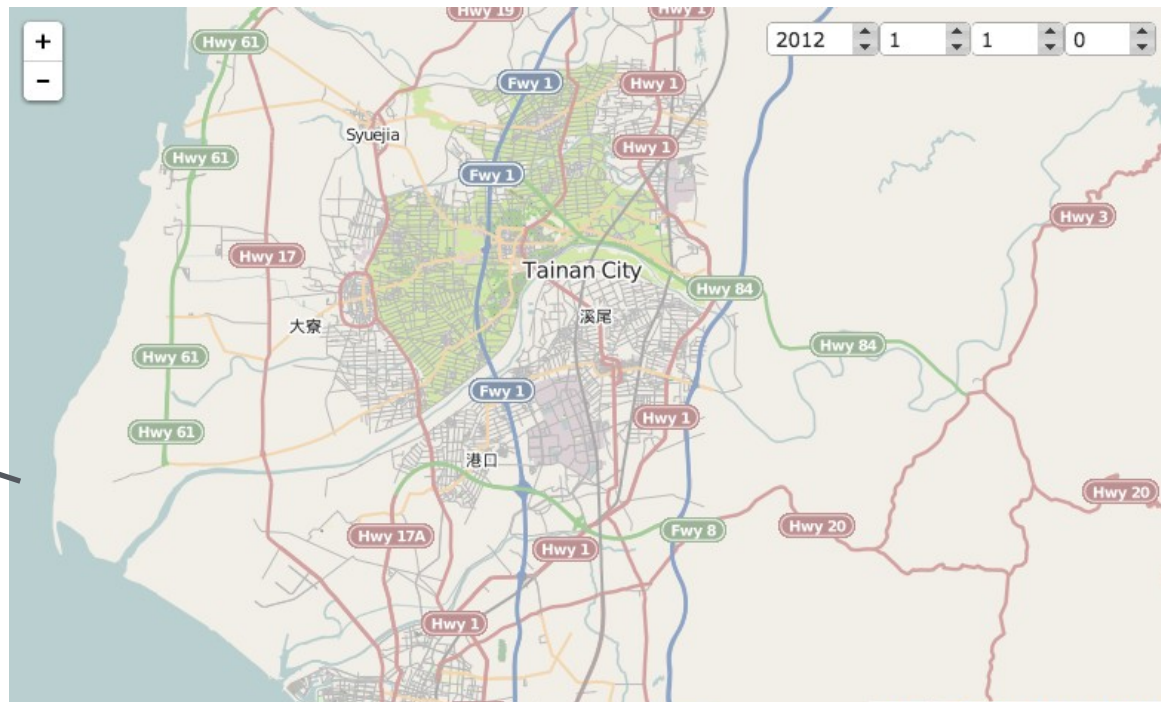 Hwy 19
Hwy 1
+
2012
1
1
0
Hwy 61
−
Fwy 1
Hwy 1
Syuejia
Hwy 1
Hwy 61
Fwy 1
Hwy 3
Hwy 17
Tainan City
Hwy 84
大寮
溪尾
Hwy 84
Hwy 61
Fwy 1
Hwy 1
Hwy 61
港口
Hwy 20
Hwy 20
Fwy 8
Hwy 17A
Hwy 1
Hwy 1